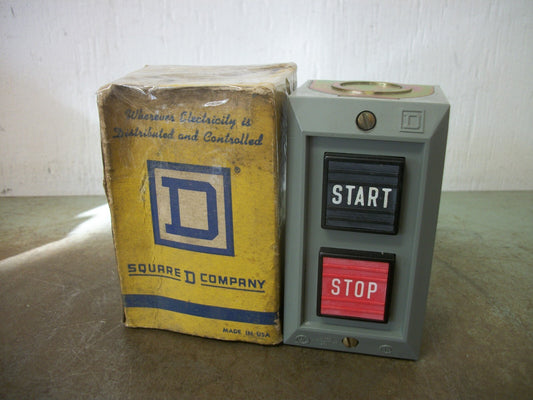 Wherever Electricity is
Distributed and Controlled
D
®
SQUARE D COMPANY
MADE IN USA
D
START
STOP